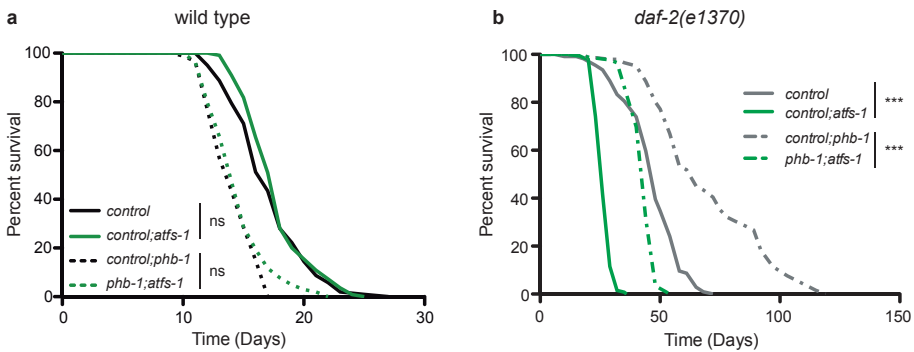 a
wild type
Percent survival
100
80
60
40
20
0
0
10
20
30
Time (Days)
control
control;atfs-1
ns
control;phb-1
phb-1;atfs-1
ns
b
daf-2(e1370)
Percent survival
100
80
60
40
20
0
0
50
100
150
Time (Days)
control
control;atfs-1
***
control;phb-1
phb-1;atfs-1
***